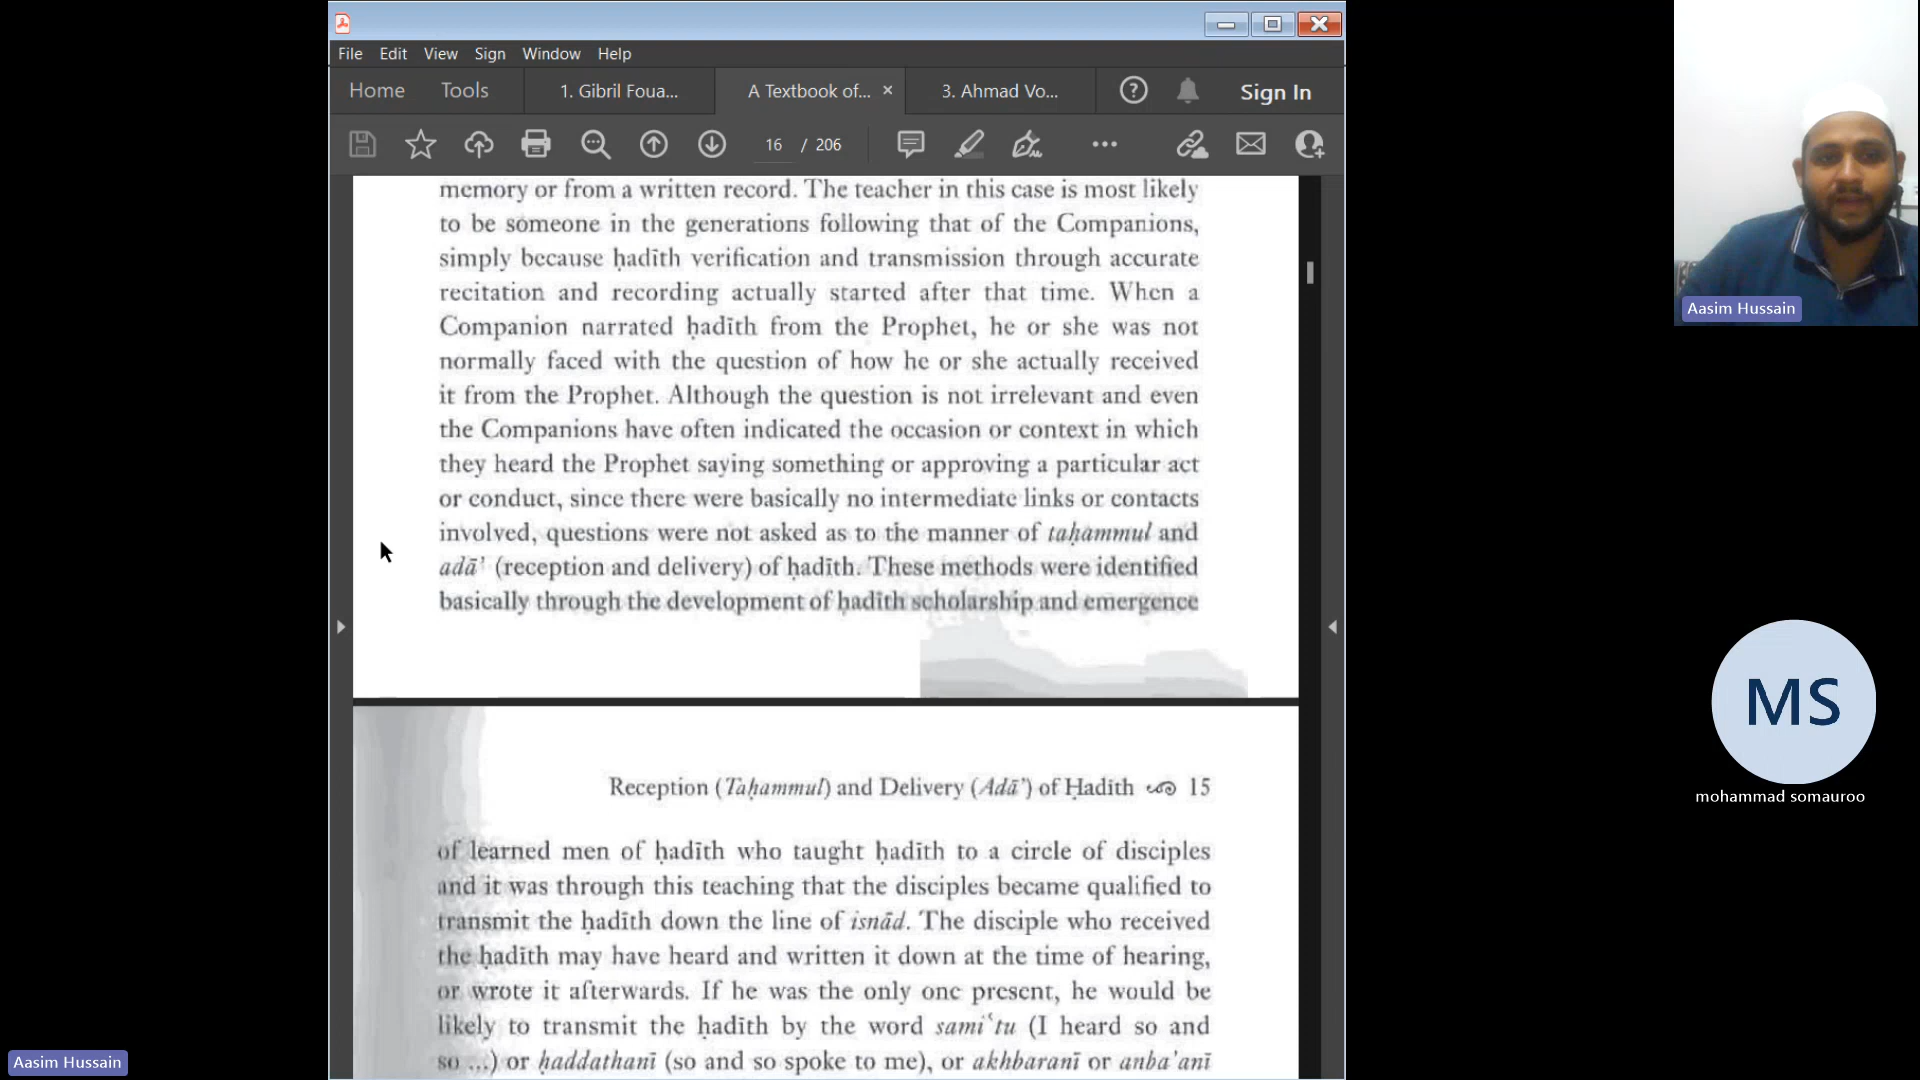 File Edit View Sign Window Help
Home Tools 1. Gibril Foua... A Textbook of... × 3. Ahmad Vo... ? Sign In
16 / 206
memory or from a written record. The teacher in this case is most likely
to be someone in the generations following that of the Companions,
simply because ḥadīth verification and transmission through accurate
recitation and recording actually started after that time. When a
Companion narrated ḥadīth from the Prophet, he or she was not
normally faced with the question of how he or she actually received
it from the Prophet. Although the question is not irrelevant and even
the Companions have often indicated the occasion or context in which
they heard the Prophet saying something or approving a particular act
or conduct, since there were basically no intermediate links or contacts
involved, questions were not asked as to the manner of taḥammul and
adā' (reception and delivery) of ḥadīth. These methods were identified
basically through the development of ḥadīth scholarship and emergence
Reception (Taḥammul) and Delivery (Adā') of Ḥadīth 15
of learned men of ḥadīth who taught ḥadīth to a circle of disciples
and it was through this teaching that the disciples became qualified to
transmit the ḥadīth down the line of isnād. The disciple who received
the ḥadīth may have heard and written it down at the time of hearing,
or wrote it afterwards. If he was the only one present, he would be
likely to transmit the ḥadīth by the word samiʿtu (I heard so and
so ...) or ḥaddathanī (so and so spoke to me), or akhbaranī or anba'anī
Aasim Hussain
MS
mohammad somauroo
Aasim Hussain